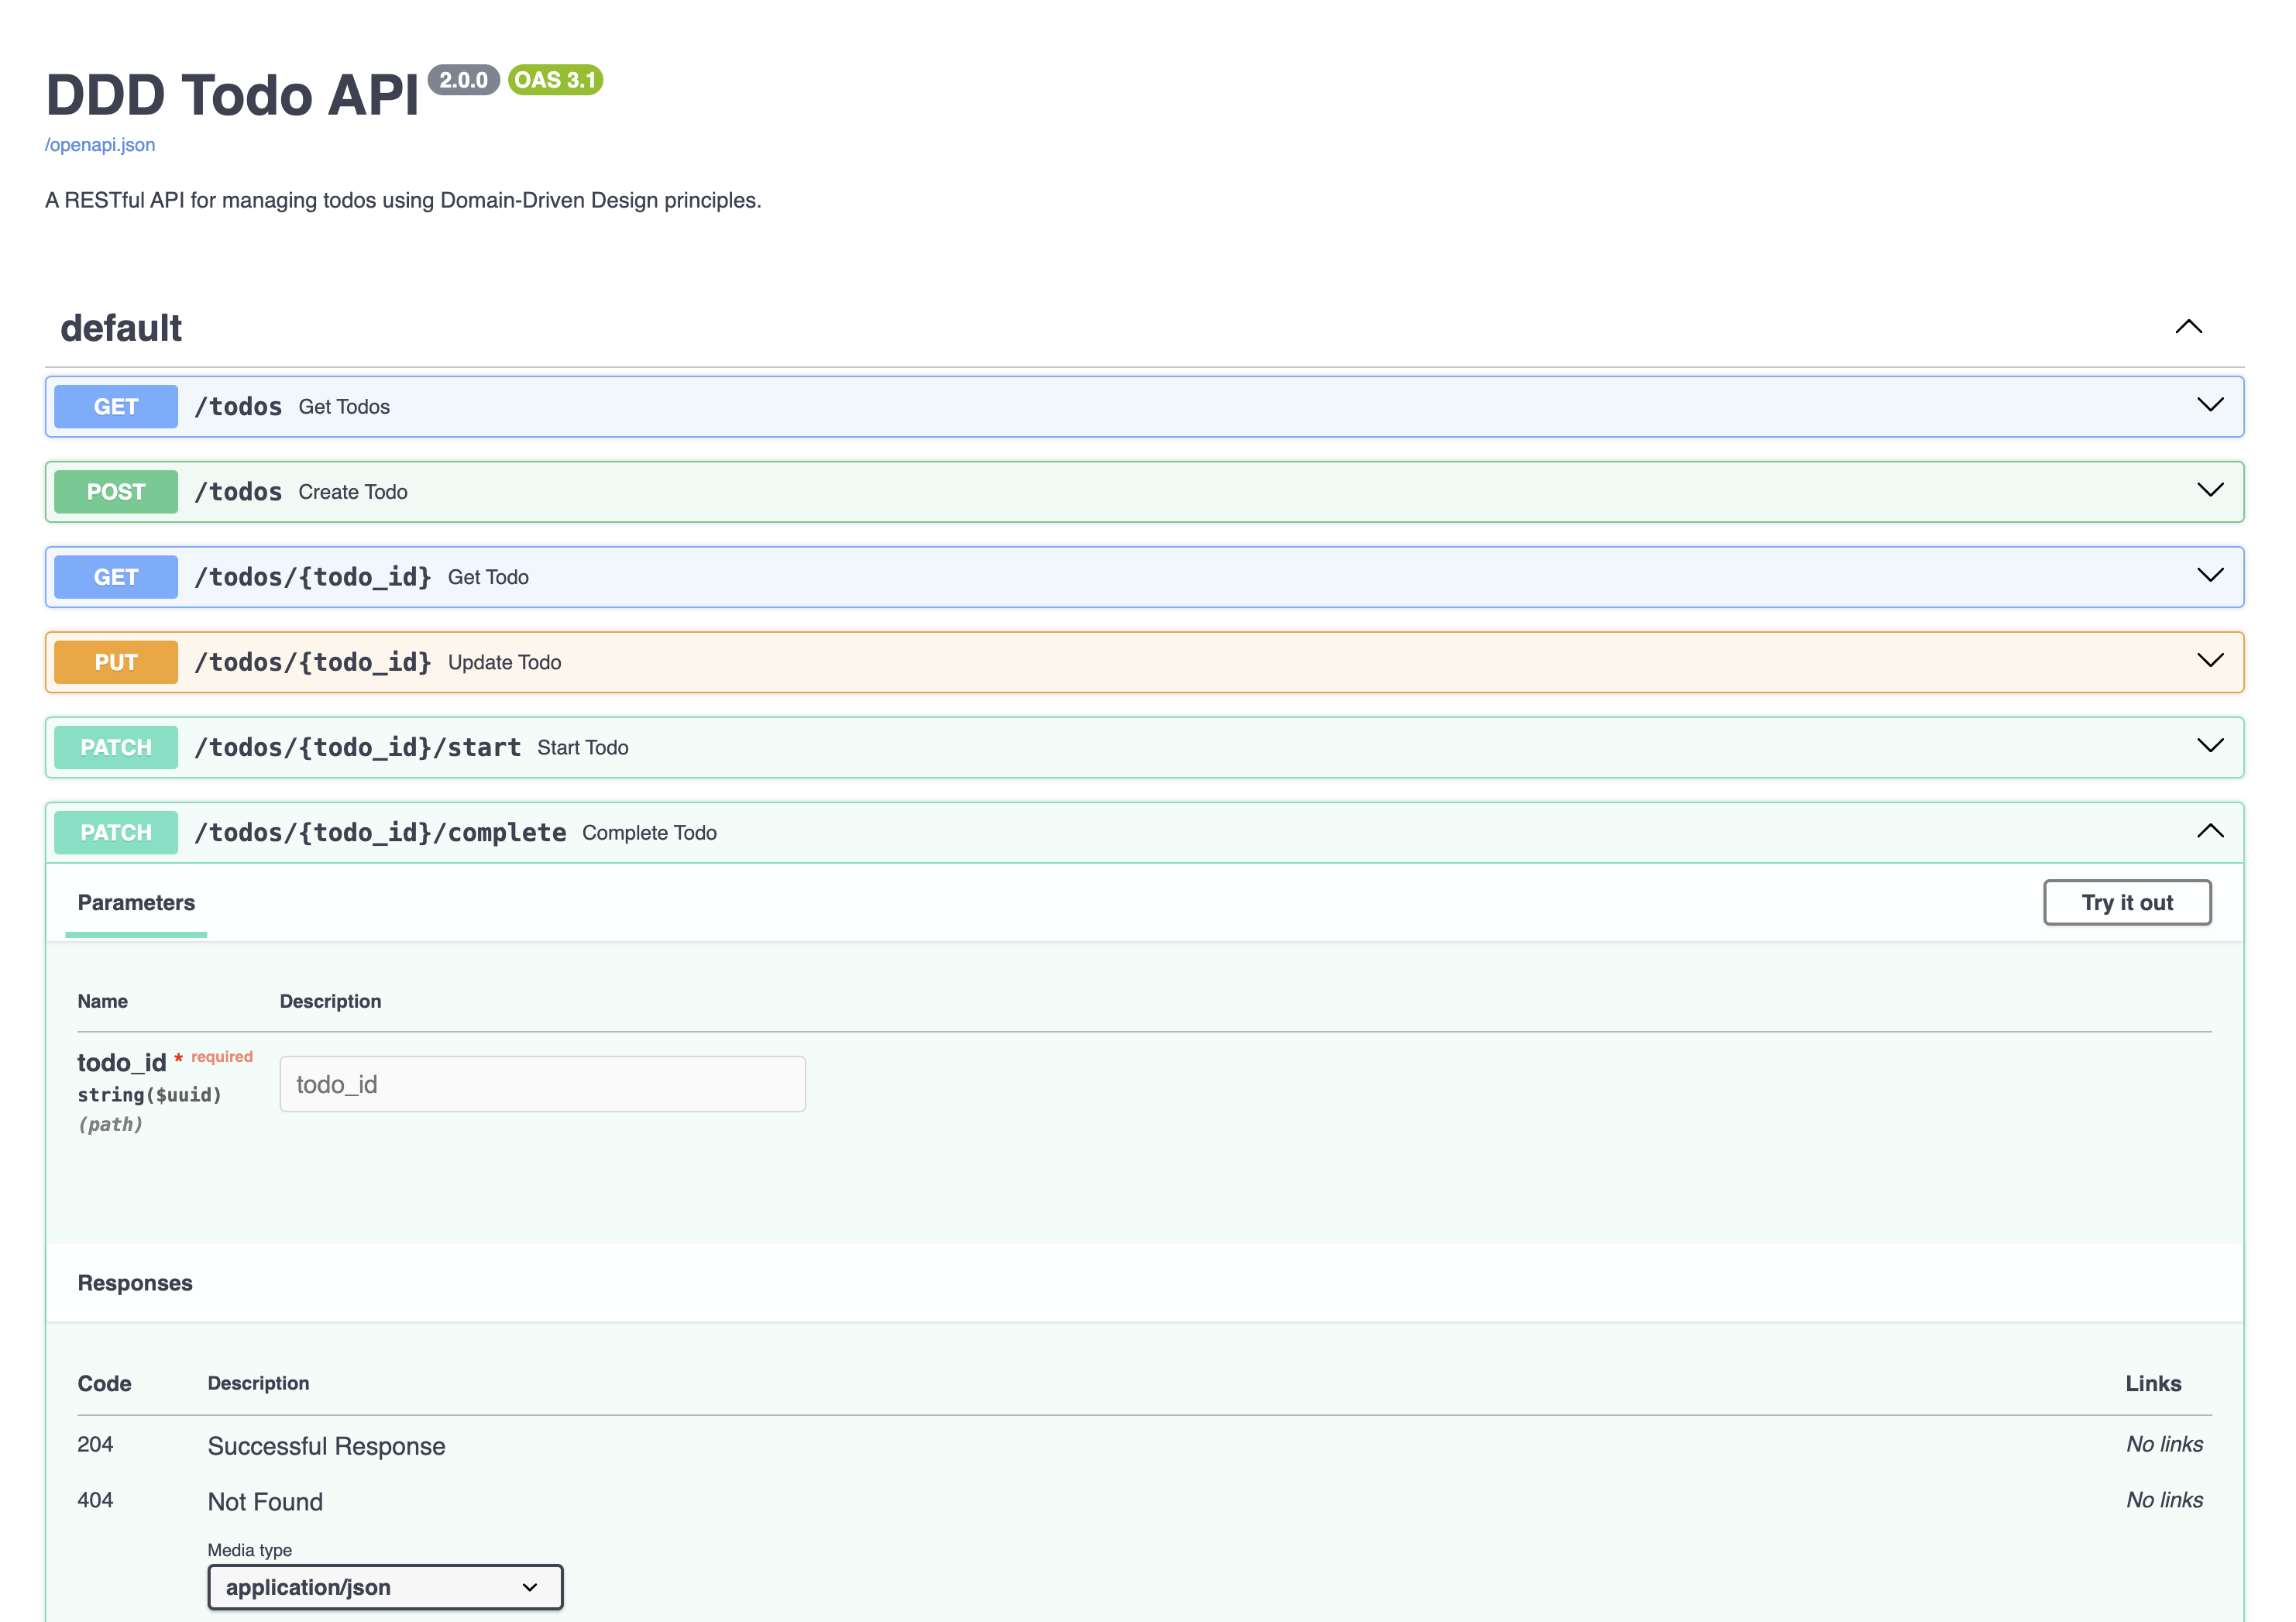 DDD Todo API 2.0.0 OAS 3.1
/openapi.json
A RESTful API for managing todos using Domain-Driven Design principles.
default
GET /todos Get Todos
POST /todos Create Todo
GET /todos/{todo_id} Get Todo
PUT /todos/{todo_id} Update Todo
PATCH /todos/{todo_id}/start Start Todo
PATCH /todos/{todo_id}/complete Complete Todo
Parameters Try it out
Name Description
todo_id * required
string($uuid)
(path)
todo_id
Responses
Code Description Links
204 Successful Response No links
404 Not Found No links
Media type
application/json